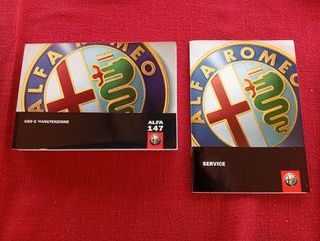 ALFA ROMEO
USO E MANUTENZIONE
ALFA
147
ALFA ROMEO
SERVICE